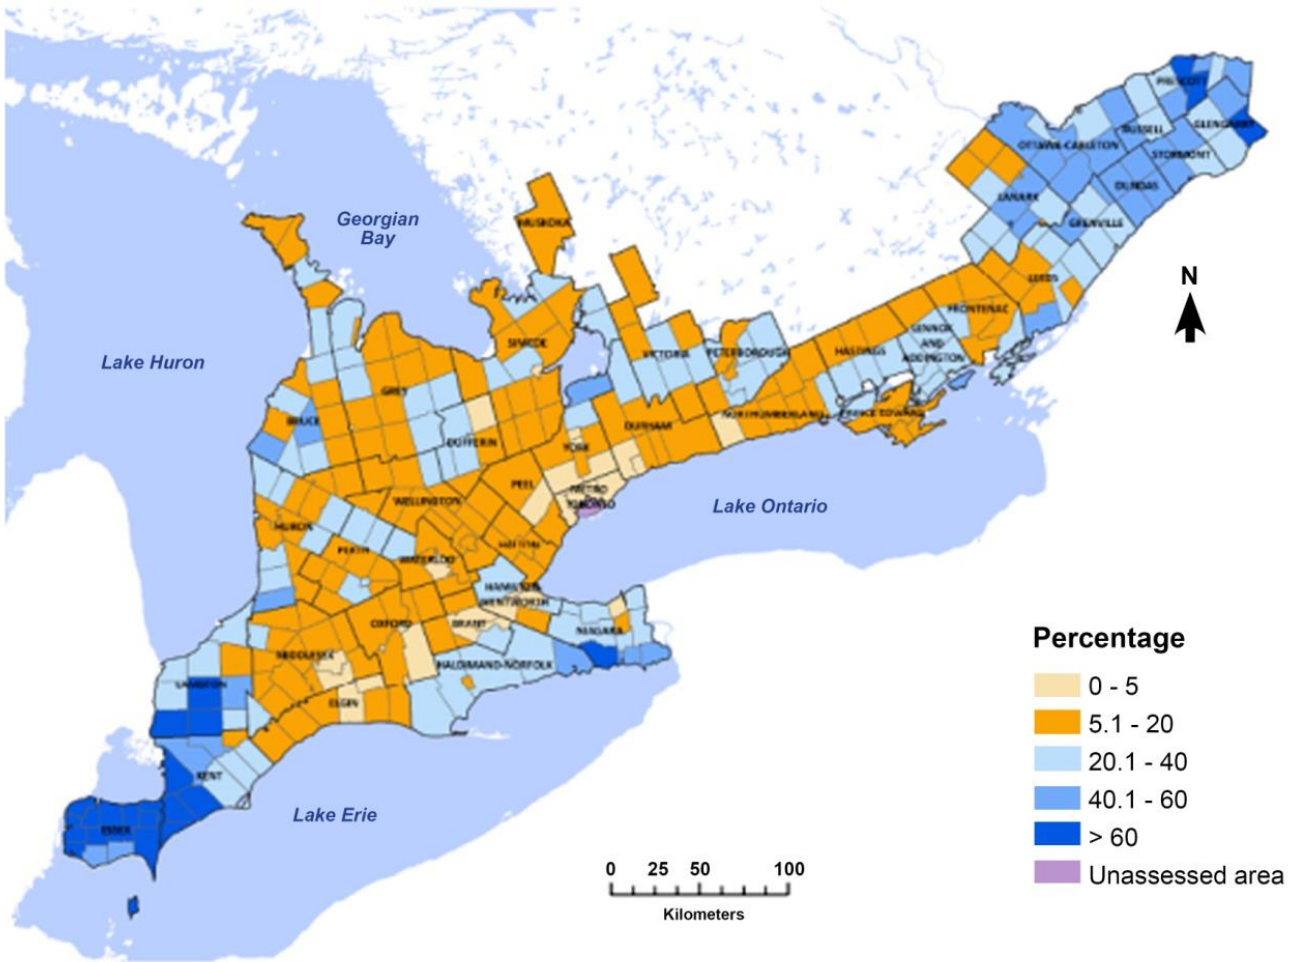 PRESCOTT
GLENGARRY
RUSSELL
OTTAWA-CARLETON
STORMONT
DUNDAS
LANARK
GRENVILLE
Georgian
Bay
MUSKOKA
LEEDS
N
FRONTENAC
LENNOX
AND
ADDINGTON
SIMCOE
VICTORIA
PETERBOROUGH
HASTINGS
Lake Huron
GREY
BRUCE
DUFFERIN
DURHAM
NORTHUMBERLAND
PRINCE EDWARD
YORK
PEEL
METRO
TORONTO
Lake Ontario
WELLINGTON
HURON
HALTON
PERTH
WATERLOO
HAMILTON
WENTWORTH
OXFORD
BRANT
NIAGARA
MIDDLESEX
HALDIMAND-NORFOLK
LAMBTON
ELGIN
KENT
Lake Erie
ESSEX
0 25 50 100
Kilometers
Percentage
0 - 5
5.1 - 20
20.1 - 40
40.1 - 60
> 60
Unassessed area